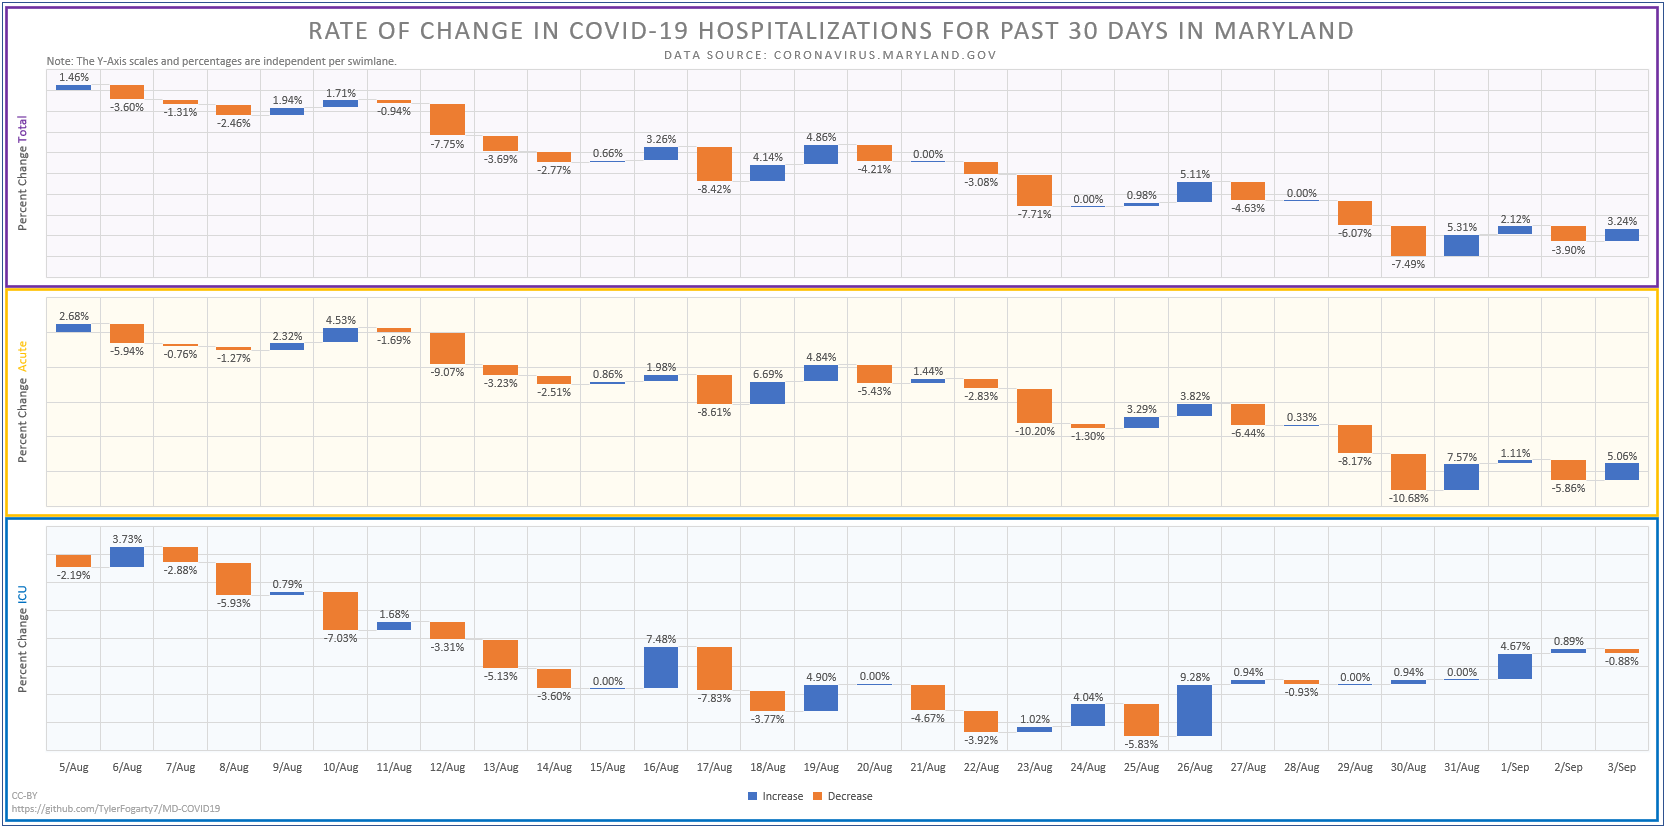 RATE OF CHANGE IN COVID-19 HOSPITALIZATIONS FOR PAST 30 DAYS IN MARYLAND
DATA SOURCE: CORONAVIRUS.MARYLAND.GOV
Note: The Y-Axis scales and percentages are independent per swimlane.
Percent Change Total
1.46% -3.60% -1.31% -2.46% 1.94% 1.71% -0.94% -7.75% -3.69% -2.77% 0.66% 3.26% -8.42% 4.14% 4.86% -4.21% 0.00% -3.08% -7.71% 0.00% 0.98% 5.11% -4.63% 0.00% -6.07% -7.49% 5.31% 2.12% -3.90% 3.24%
Percent Change Acute
2.68% -5.94% -0.76% -1.27% 2.32% 4.53% -1.69% -9.07% -3.23% -2.51% 0.86% 1.98% -8.61% 6.69% 4.84% -5.43% 1.44% -2.83% -10.20% -1.30% 3.29% 3.82% -6.44% 0.33% -8.17% -10.68% 7.57% 1.11% -5.86% 5.06%
Percent Change ICU
-2.19% 3.73% -2.88% -5.93% 0.79% -7.03% 1.68% -3.31% -5.13% -3.60% 0.00% 7.48% -7.83% -3.77% 4.90% 0.00% -4.67% -3.92% 1.02% 4.04% -5.83% 9.28% 0.94% -0.93% 0.00% 0.94% 0.00% 4.67% 0.89% -0.88%
5/Aug 6/Aug 7/Aug 8/Aug 9/Aug 10/Aug 11/Aug 12/Aug 13/Aug 14/Aug 15/Aug 16/Aug 17/Aug 18/Aug 19/Aug 20/Aug 21/Aug 22/Aug 23/Aug 24/Aug 25/Aug 26/Aug 27/Aug 28/Aug 29/Aug 30/Aug 31/Aug 1/Sep 2/Sep 3/Sep
Increase Decrease
CC-BY
https://github.com/TylerFogarty7/MD-COVID19